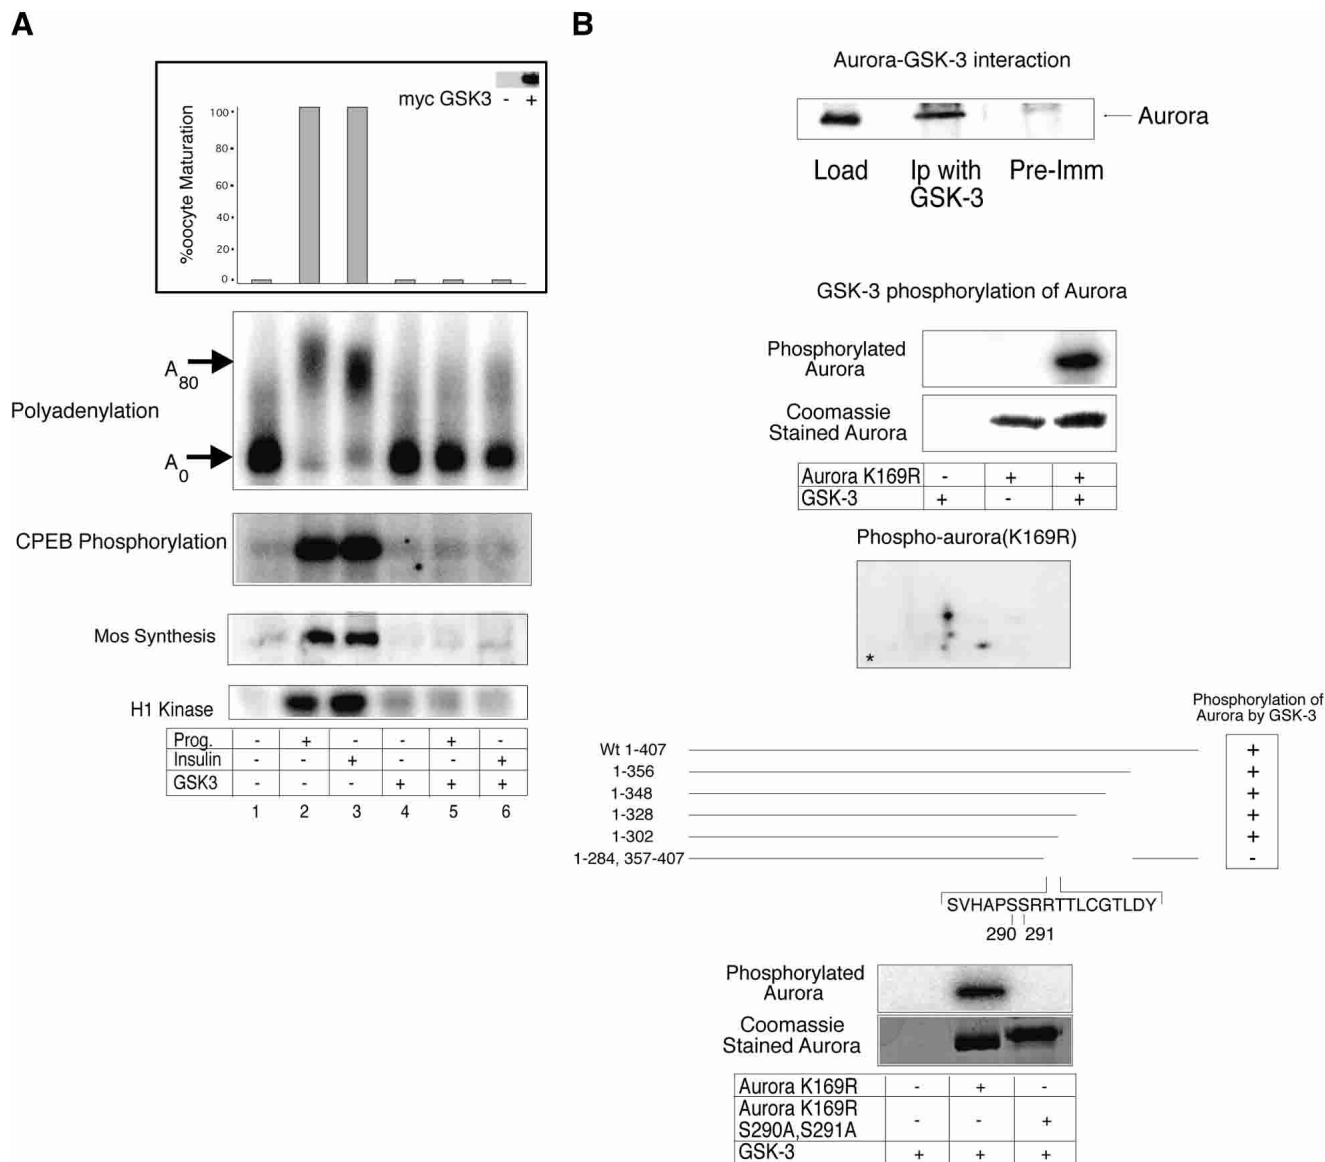 A
myc GSK3 - +
%oocyte Maturation
100
80
60
40
20
0
Polyadenylation
A80
A0
CPEB Phosphorylation
Mos Synthesis
H1 Kinase
Prog. - + - - + -
Insulin - - + - - +
GSK3 - - - + + +
1 2 3 4 5 6
B
Aurora-GSK-3 interaction
Aurora
Load Ip with GSK-3 Pre-Imm
GSK-3 phosphorylation of Aurora
Phosphorylated
Aurora
Coomassie
Stained Aurora
Aurora K169R - + +
GSK-3 + - +
Phospho-aurora(K169R)
*
Phosphorylation of
Aurora by GSK-3
Wt 1-407 +
1-356 +
1-348 +
1-328 +
1-302 +
1-284, 357-407 -
SVHAPSSRRTTLCGTLDY
290 291
Phosphorylated
Aurora
Coomassie
Stained Aurora
Aurora K169R - + -
Aurora K169R
S290A,S291A - - +
GSK-3 + + +